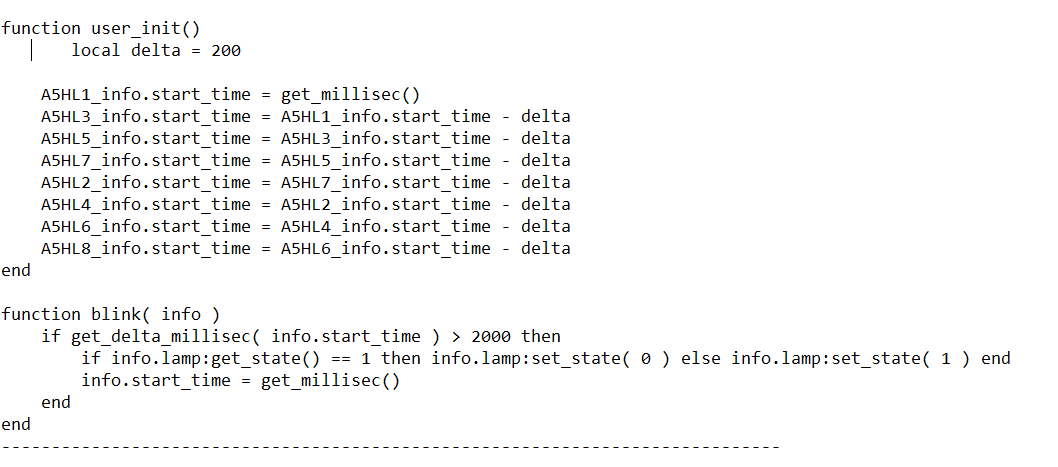 function user_init()
        local delta = 200
    A5HL1_info.start_time = get_millisec()
    A5HL3_info.start_time = A5HL1_info.start_time - delta
    A5HL5_info.start_time = A5HL3_info.start_time - delta
    A5HL7_info.start_time = A5HL5_info.start_time - delta
    A5HL2_info.start_time = A5HL7_info.start_time - delta
    A5HL4_info.start_time = A5HL2_info.start_time - delta
    A5HL6_info.start_time = A5HL4_info.start_time - delta
    A5HL8_info.start_time = A5HL6_info.start_time - delta
end
function blink( info )
    if get_delta_millisec( info.start_time ) > 2000 then
        if info.lamp:get_state() == 1 then info.lamp:set_state( 0 ) else info.lamp:set_state( 1 ) end
        info.start_time = get_millisec()
    end
end
------------------------------------------------------------------------------